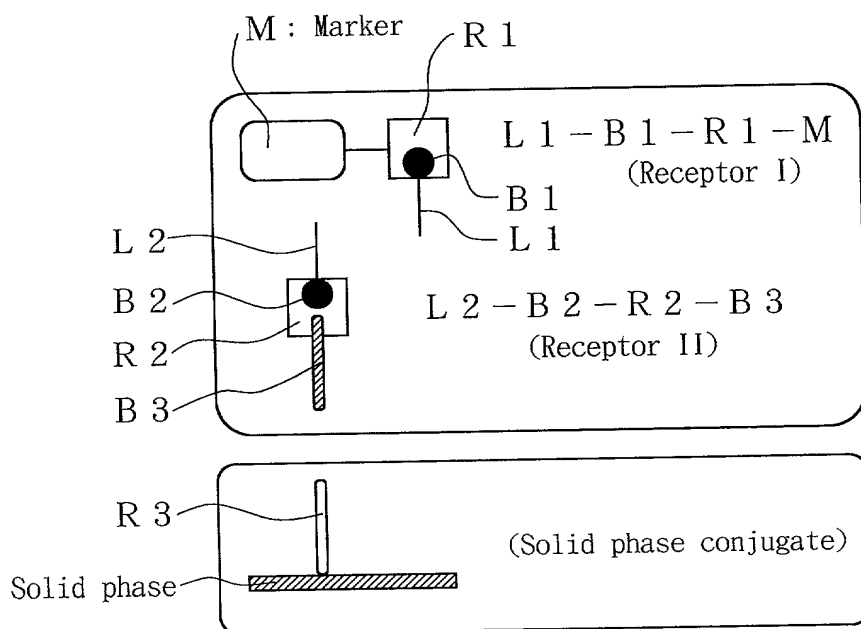 M : Marker
R 1
L 1 - B 1 - R 1 - M
(Receptor I)
B 1
L 1
L 2
B 2
L 2 - B 2 - R 2 - B 3
(Receptor II)
R 2
B 3
R 3
(Solid phase conjugate)
Solid phase